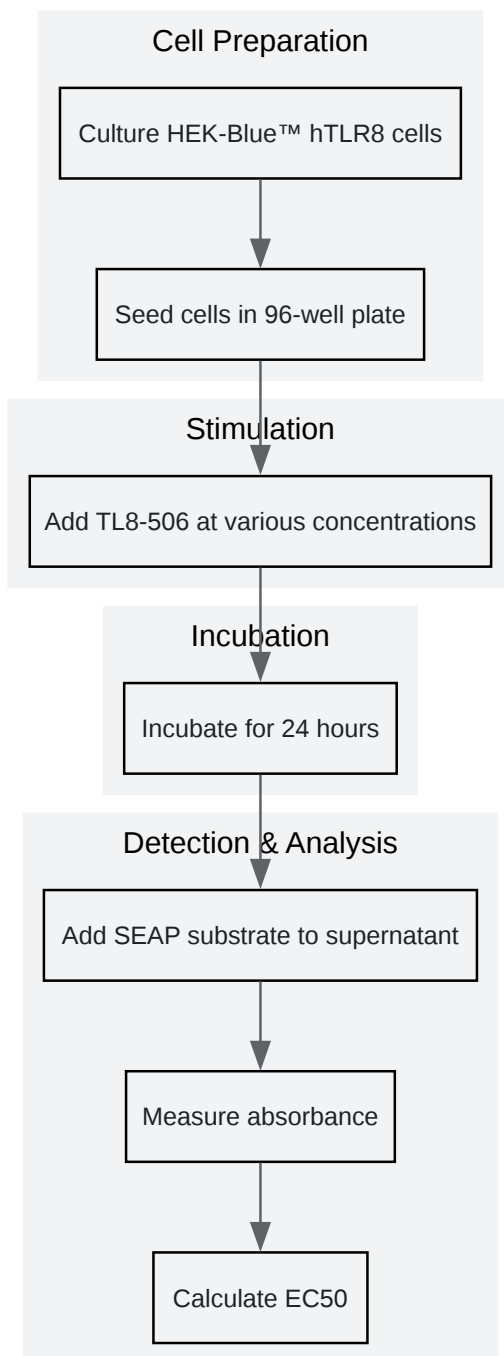 Cell Preparation
Culture HEK-Blue™ hTLR8 cells
Seed cells in 96-well plate
Stimulation
Add TL8-506 at various concentrations
Incubation
Incubate for 24 hours
Detection & Analysis
Add SEAP substrate to supernatant
Measure absorbance
Calculate EC50